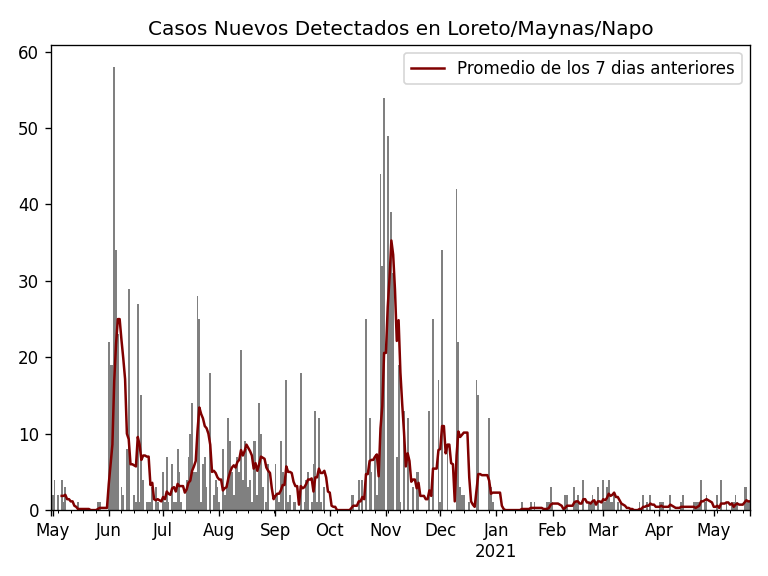 Casos Nuevos Detectados en Loreto/Maynas/Napo
Promedio de los 7 dias anteriores
60
50
40
30
20
10
0
May Jun Jul Aug Sep Oct Nov Dec Jan Feb Mar Apr May
2021